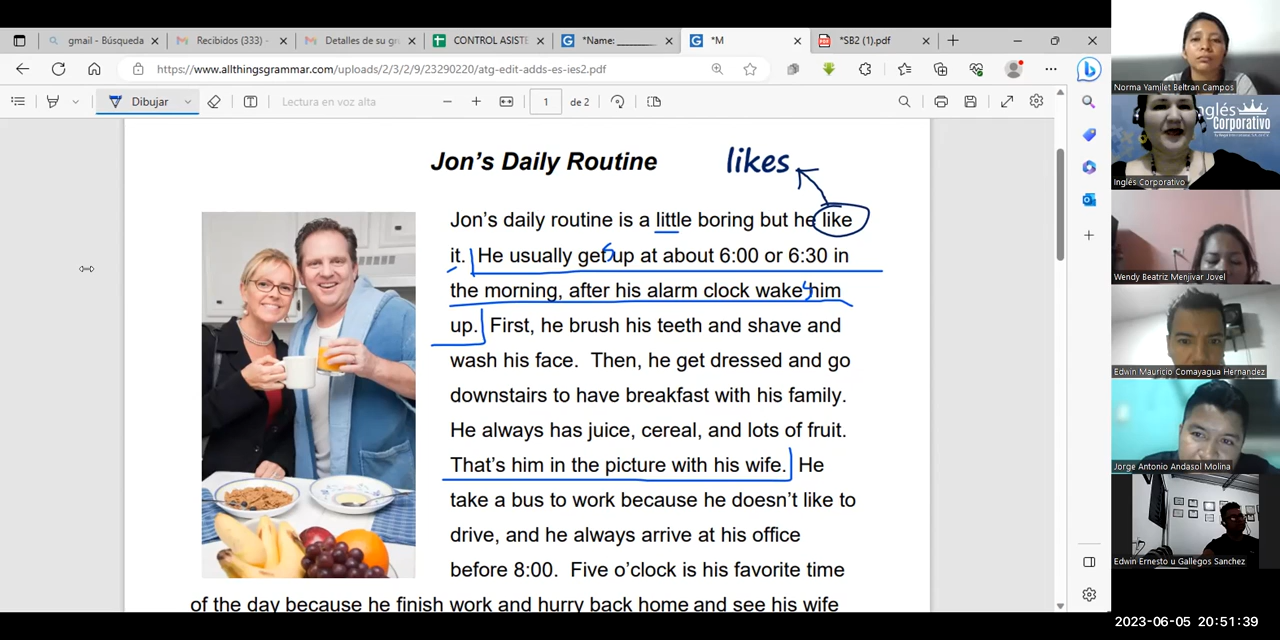 gmail - Búsqueda
Recibidos (333) -
Detalles de su gr
CONTROL ASISTE
*Name: ________
*M
*SB2 (1).pdf
https://www.allthingsgrammar.com/uploads/2/3/2/9/23290220/atg-edit-adds-es-ies2.pdf
Dibujar
Lectura en voz alta
1 de 2
Jon's Daily Routine
likes
Jon's daily routine is a little boring but he like
it. He usually gets up at about 6:00 or 6:30 in
the morning, after his alarm clock wakes him
up. First, he brush his teeth and shave and
wash his face. Then, he get dressed and go
downstairs to have breakfast with his family.
He always has juice, cereal, and lots of fruit.
That's him in the picture with his wife. He
take a bus to work because he doesn't like to
drive, and he always arrive at his office
before 8:00. Five o'clock is his favorite time
of the day because he finish work and hurry back home and see his wife
Norma Yamilet Beltran Campos
nglés
Corporativo
Inglés Corporativo
Wendy Beatriz Menjivar Jovel
Edwin Mauricio Comayagua Hernandez
Jorge Antonio Andasol Molina
Edwin Ernesto u Gallegos Sanchez
2023-06-05 20:51:39